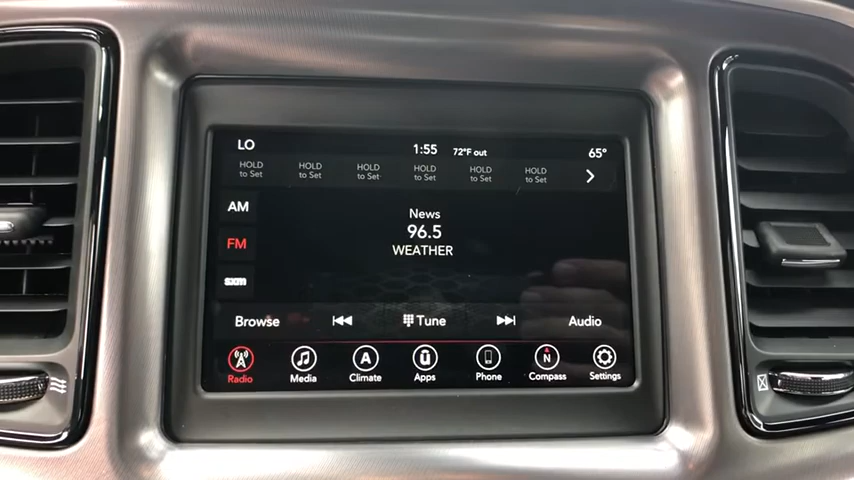 LO 1:55 72°F out 65°
HOLD to Set HOLD to Set HOLD to Set HOLD to Set HOLD to Set HOLD to Set
AM
News
96.5
FM
WEATHER
sxm
Browse Tune Audio
Radio Media Climate Apps Phone Compass Settings
A ū N